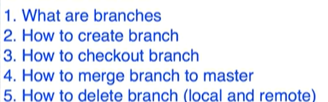 1. What are branches
2. How to create branch
3. How to checkout branch
4. How to merge branch to master
5. How to delete branch (local and remote)